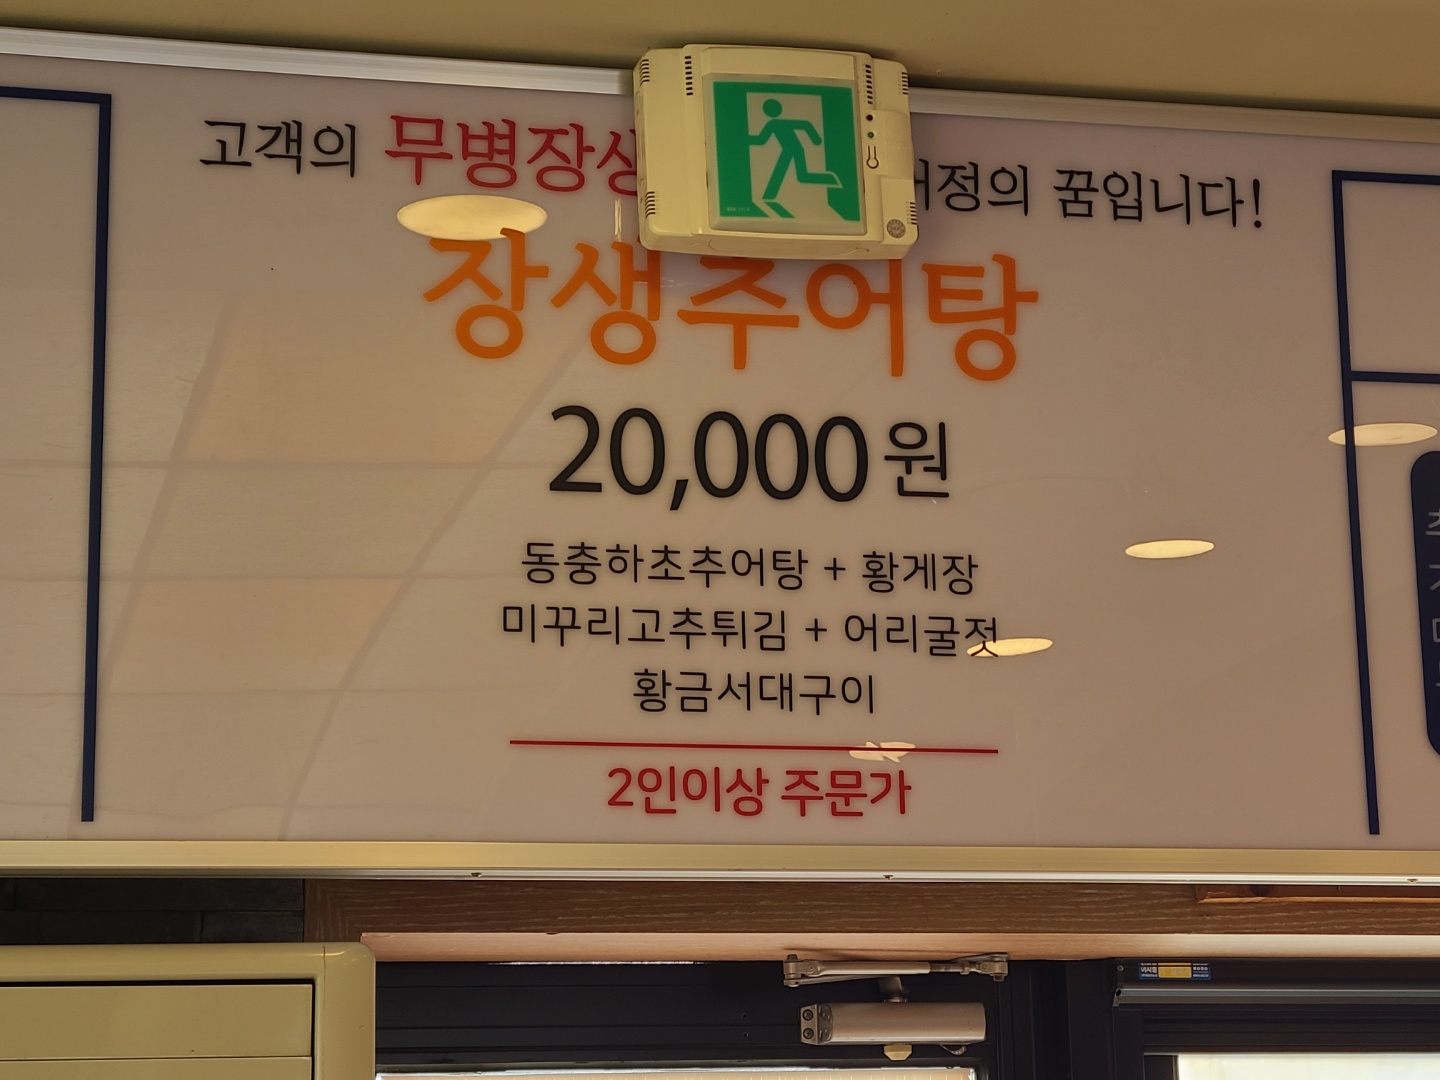 고객의 무병장 정의 꿈입니다!
장생추어탕
20,000원
동충하초추어탕 + 황게장
미꾸리고추튀김 + 어리굴젓
황금서대구이
2인이상 주문가